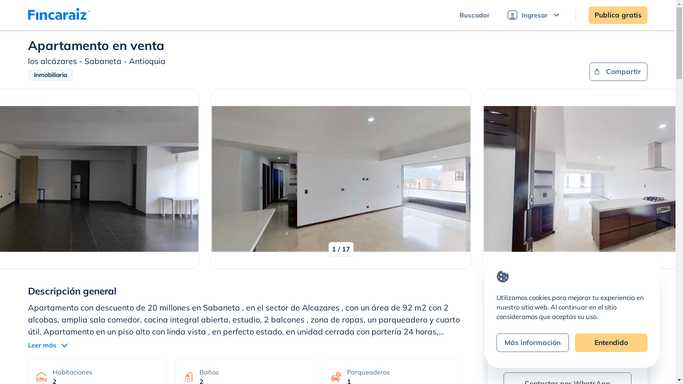 Fincaraiz
Buscador
Ingresar
Publica gratis
Apartamento en venta
los alcázares - Sabaneta - Antioquia
Inmobiliaria
Compartir
1 / 17
Descripción general
Apartamento con descuento de 20 millones en Sabaneta , en el sector de Alcazares , con un área de 92 m2 con 2
alcobas, amplia sala comedor, cocina integral abierta, estudio, 2 balcones , zona de ropas, un parqueadero y cuarto
útil. Apartamento en un piso alto con linda vista , en perfecto estado, en unidad cerrada con portería 24 horas,...
Leer más
Habitaciones
2
Baños
2
Parqueaderos
1
Utilizamos cookies para mejorar tu experiencia en
nuestro sitio web. Al continuar en el sitio
consideramos que aceptas su uso.
Más información
Entendido
Contactar por WhatsApp